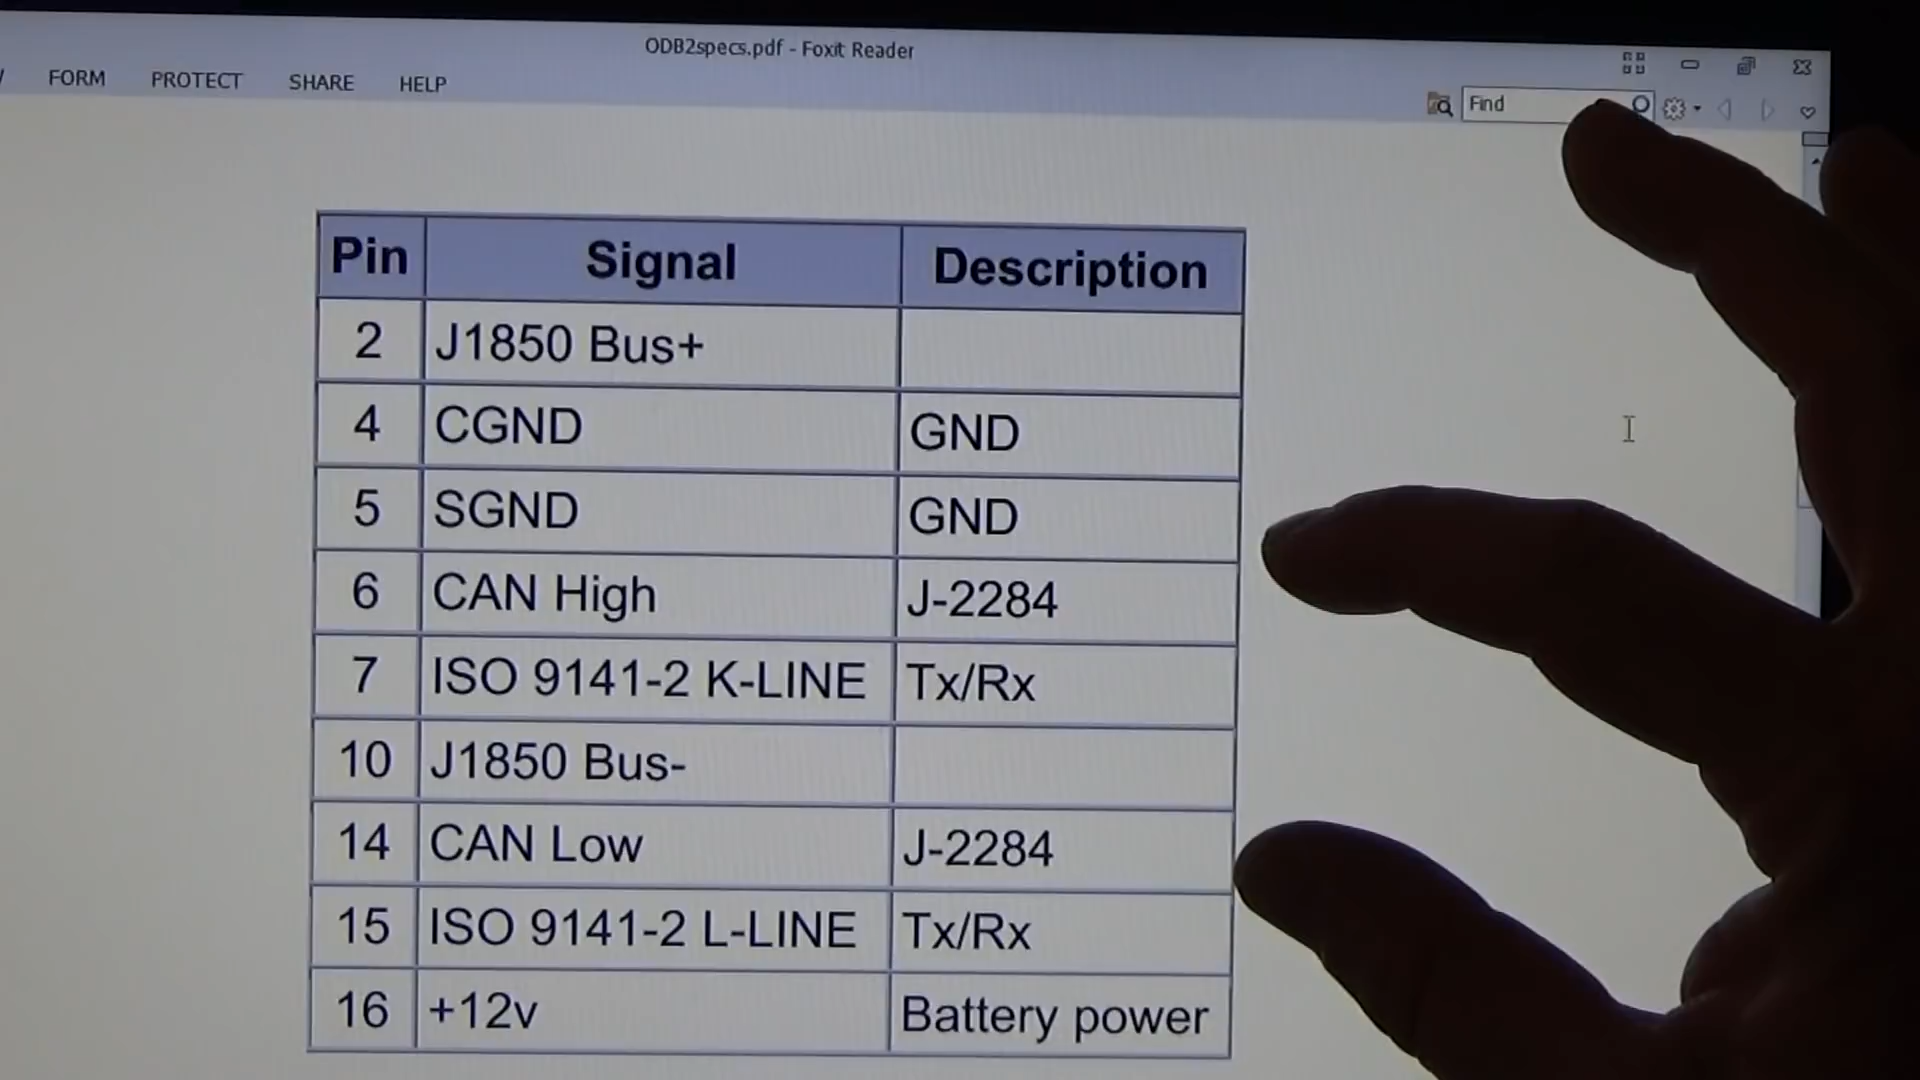 ODB2specs.pdf - Foxit Reader
FORM PROTECT SHARE HELP
Find
Pin Signal Description
2 J1850 Bus+
4 CGND GND
5 SGND GND
6 CAN High J-2284
7 ISO 9141-2 K-LINE Tx/Rx
10 J1850 Bus-
14 CAN Low J-2284
15 ISO 9141-2 L-LINE Tx/Rx
16 +12v Battery power